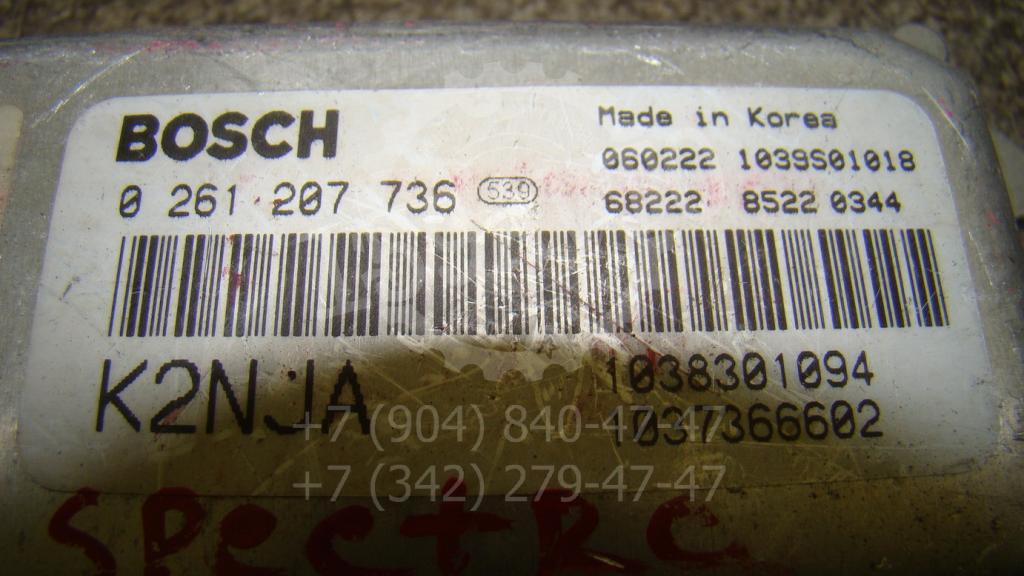 BOSCH
Made in Korea
060222 1039S01018
0 261 207 736 539
68222 8522 0344
K2NJA
1038301094
1037366602
+7 (904) 840-47-47
+7 (342) 279-47-47
SPectRe